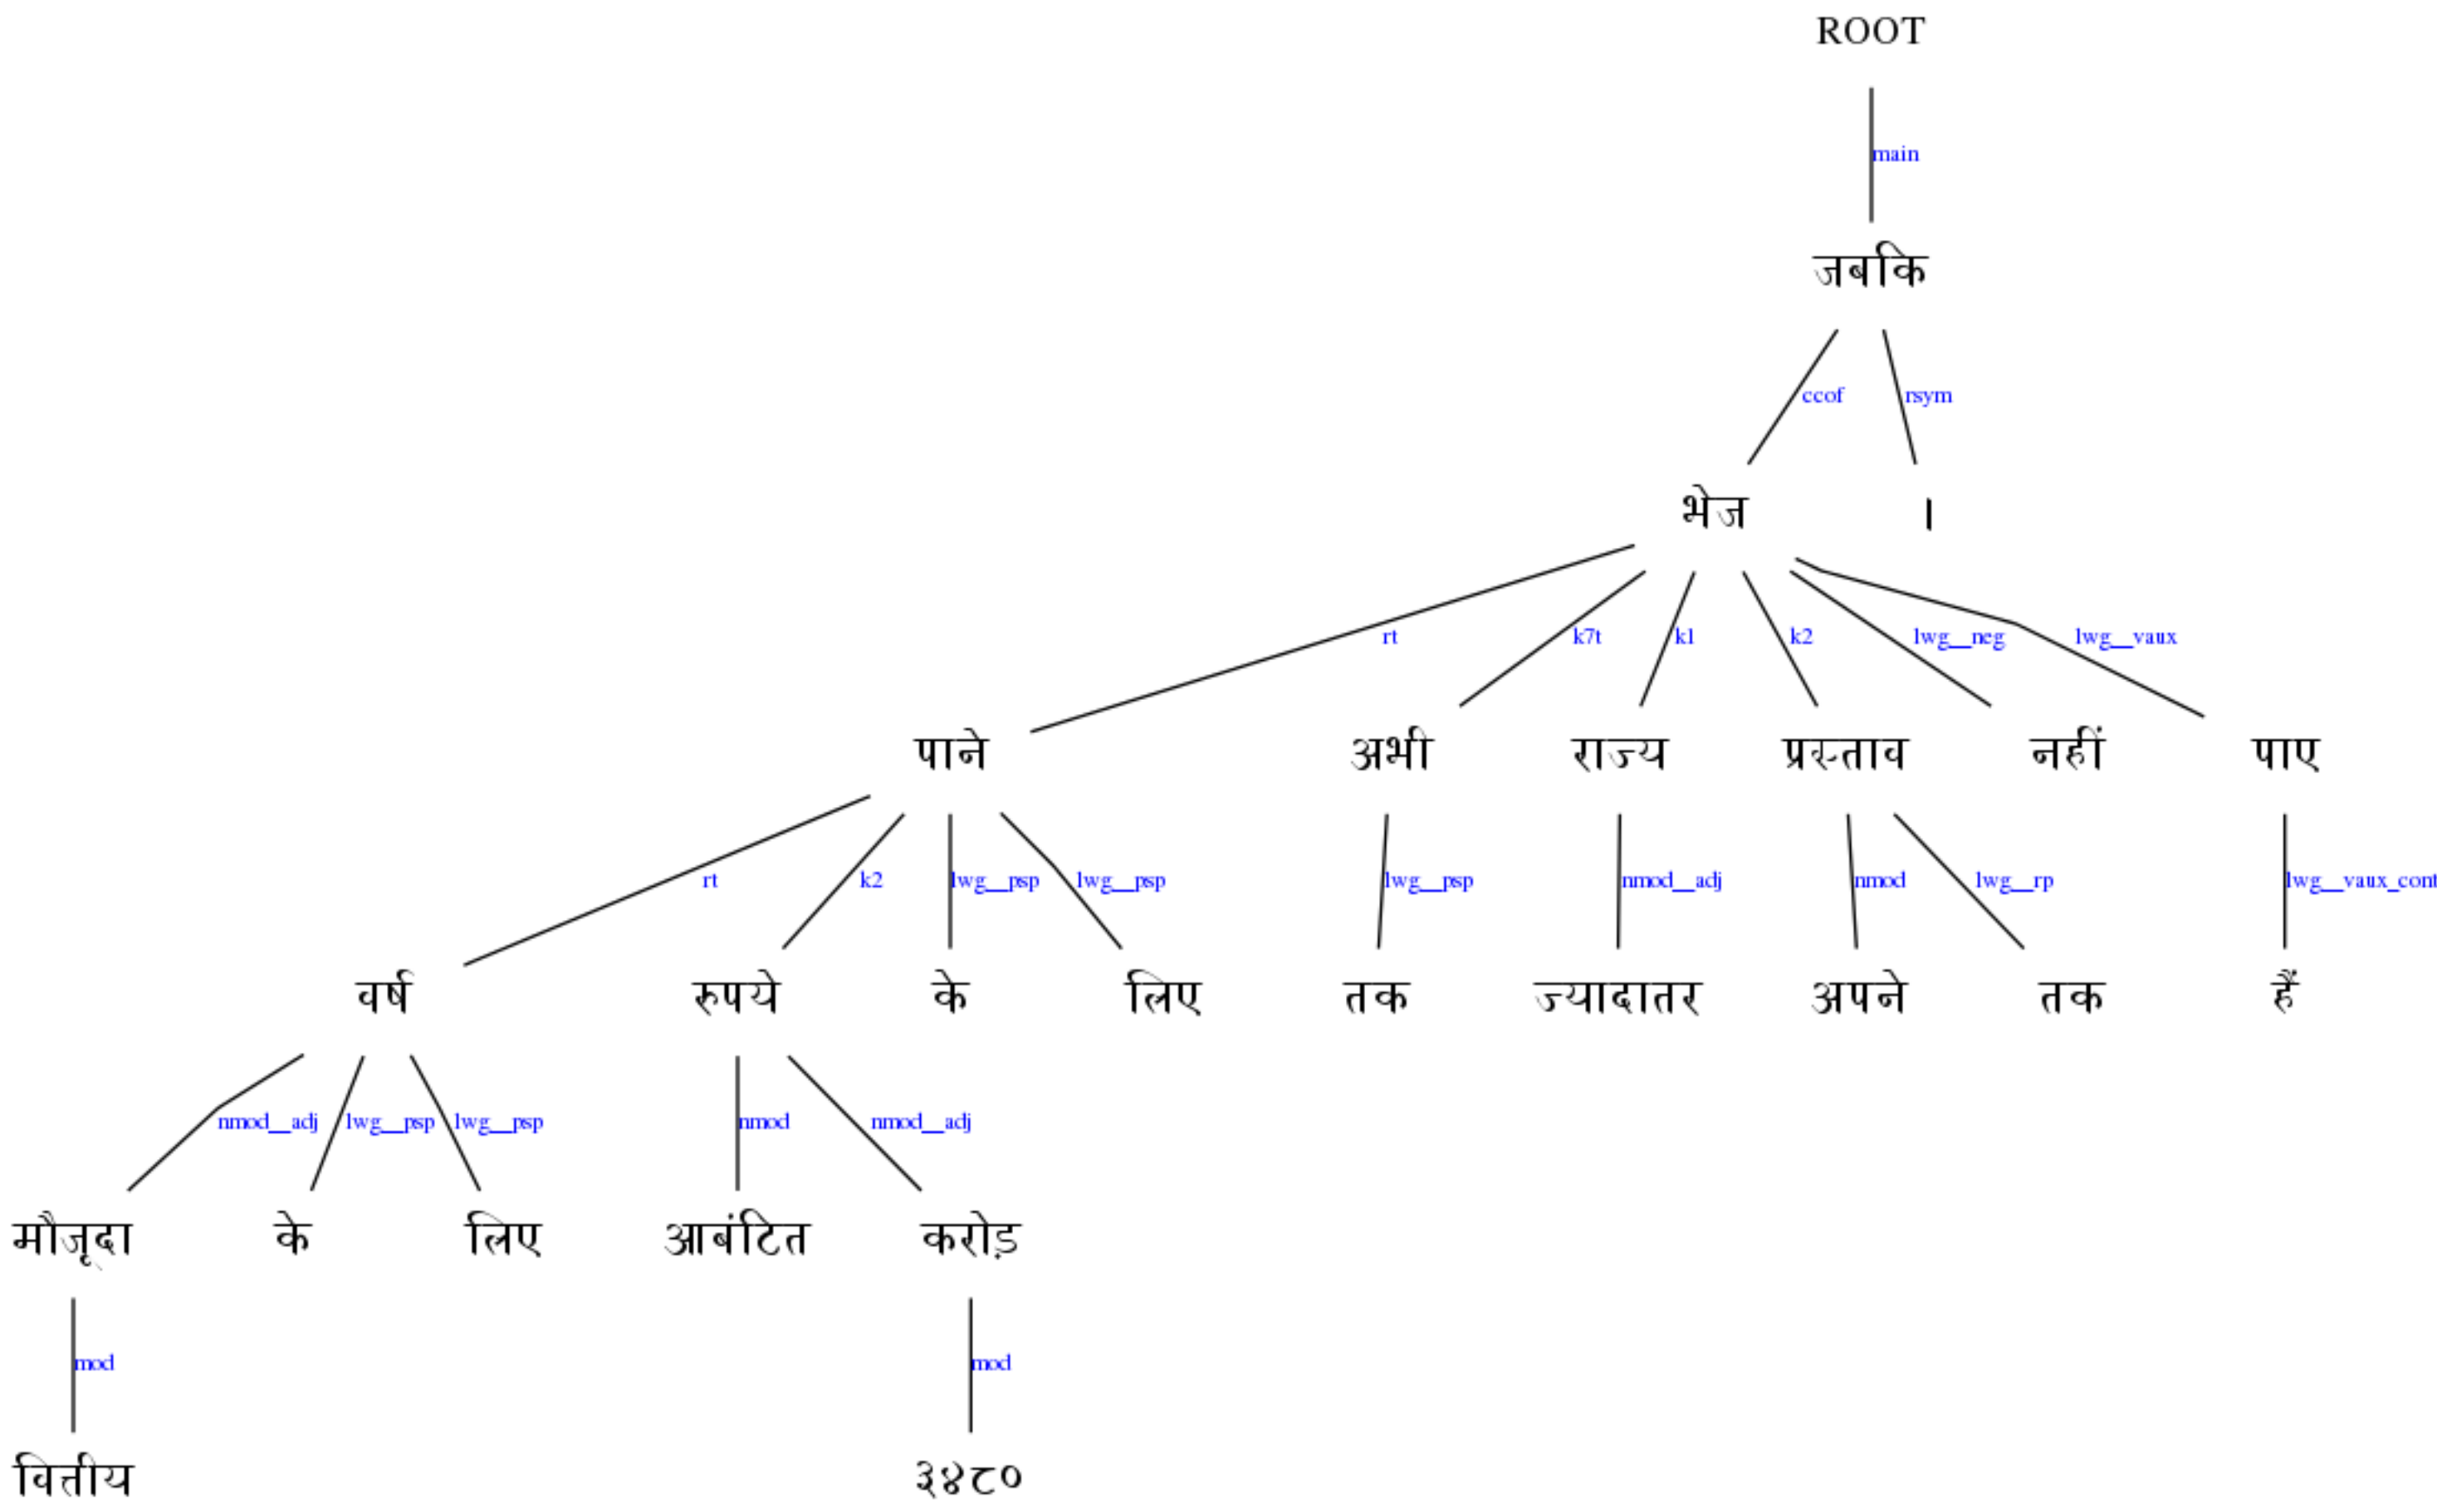 ROOT
main
जबकि
ccof rsym
भेज ।
rt k7t k1 k2 lwg__neg lwg__vaux
पाने अभी राज्य प्रस्ताव नहीं पाए
rt k2 lwg__psp lwg__psp lwg__psp nmod__adj nmod lwg__rp lwg__vaux_cont
वर्ष रुपये के लिए तक ज्यादातर अपने तक हैं
nmod__adj lwg__psp lwg__psp nmod nmod__adj
मौजूदा के लिए आबंटित करोड़
mod mod
वित्तीय ३४८०